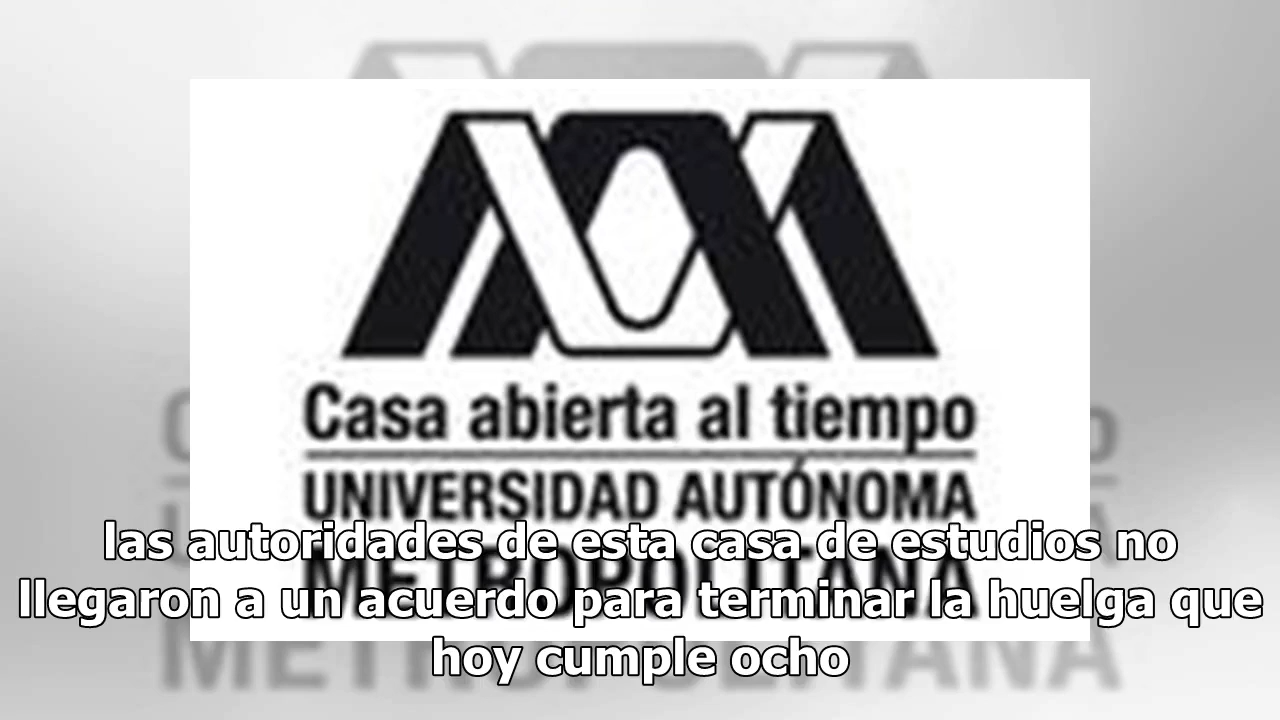 Casa abierta al tiempo
UNIVERSIDAD AUTÓNOMA
METROPOLITANA
las autoridades de esta casa de estudios no
llegaron a un acuerdo para terminar la huelga que
hoy cumple ocho